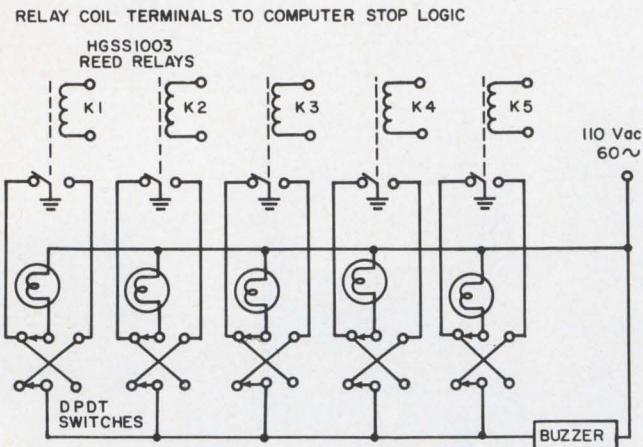 RELAY COIL TERMINALS TO COMPUTER STOP LOGIC
HGSS1003
REED RELAYS
K1
K2
K3
K4
K5
110 Vac
60~
DPDT
SWITCHES
BUZZER